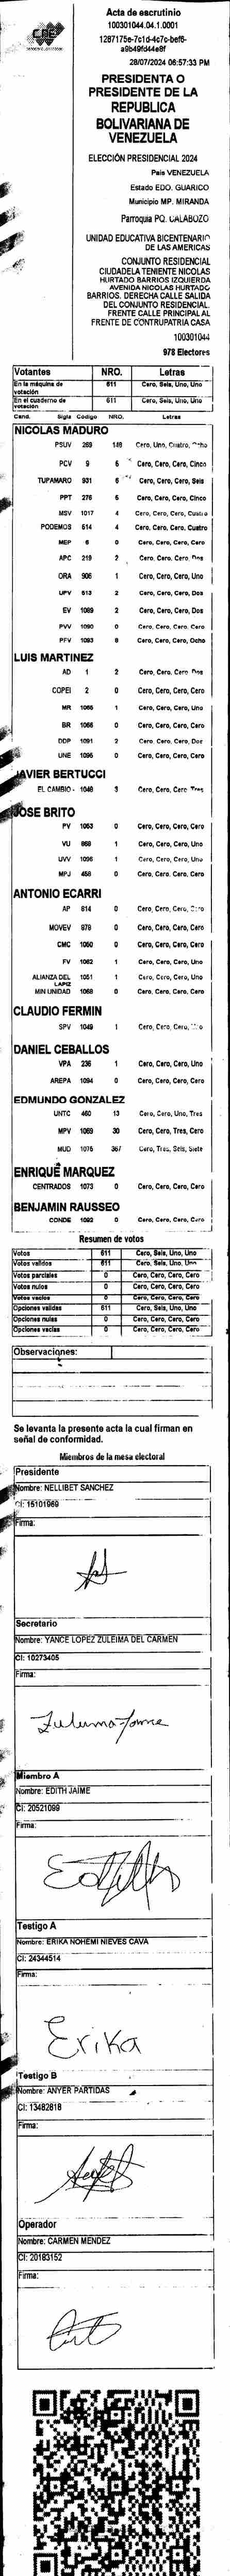 CNE
Acta de escrutinio
100301044.04.1.0001
1287175e-7c1d-4c7c-bef6-
a9b49fd44e8f
28/07/2024 06:57:33 PM
PRESIDENTA O
PRESIDENTE DE LA
REPUBLICA
BOLIVARIANA DE
VENEZUELA
ELECCIÓN PRESIDENCIAL 2024
Pais VENEZUELA
Estado EDO. GUARICO
Municipio MP. MIRANDA
Parroquia PQ. CALABOZO
UNIDAD EDUCATIVA BICENTENARIO
DE LAS AMERICAS
CONJUNTO RESIDENCIAL
CIUDADELA TENIENTE NICOLAS
HURTADO BARRIOS IZQUIERDA
AVENIDA NICOLAS HURTADO
BARRIOS. DERECHA CALLE SALIDA
DEL CONJUNTO RESIDENCIAL.
FRENTE CALLE PRINCIPAL AL
FRENTE DE CONTRUPATRIA CASA
100301044
978 Electores
Votantes NRO. Letras
En la máquina de votación 611 Cero, Seis, Uno, Uno
En el cuaderno de votación 611 Cero, Seis, Uno, Uno
Cand. Sigla Codigo NRO. Letras
NICOLAS MADURO
PSUV 269 148 Cero, Uno, Cuatro, Ocho
PCV 9 5 Cero, Cero, Cero, Cinco
TUPAMARO 931 6 Cero, Cero, Cero, Seis
PPT 276 5 Cero, Cero, Cero, Cinco
MSV 1017 4 Cero, Cero, Cero, Cuatro
PODEMOS 614 4 Cero, Cero, Cero, Cuatro
MEP 6 0 Cero, Cero, Cero, Cero
APC 219 2 Cero, Cero, Cero, Dos
ORA 906 1 Cero, Cero, Cero, Uno
UPV 513 2 Cero, Cero, Cero, Dos
EV 1089 2 Cero, Cero, Cero, Dos
PVV 1090 0 Cero, Cero, Cero, Cero
PFV 1093 8 Cero, Cero, Cero, Ocho
LUIS MARTINEZ
AD 1 2 Cero, Cero, Cero, Dos
COPEI 2 0 Cero, Cero, Cero, Cero
MR 1065 1 Cero, Cero, Cero, Uno
BR 1066 0 Cero, Cero, Cero, Cero
DDP 1091 2 Cero, Cero, Cero, Dos
UNE 1095 0 Cero, Cero, Cero, Cero
JAVIER BERTUCCI
EL CAMBIO 1048 3 Cero, Cero, Cero, Tres
JOSE BRITO
PV 1053 0 Cero, Cero, Cero, Cero
VU 868 1 Cero, Cero, Cero, Uno
UVV 1096 1 Cero, Cero, Cero, Uno
MPJ 456 0 Cero, Cero, Cero, Cero
ANTONIO ECARRI
AP 614 0 Cero, Cero, Cero, Cero
MOVEV 978 0 Cero, Cero, Cero, Cero
CMC 1050 0 Cero, Cero, Cero, Cero
FV 1062 1 Cero, Cero, Cero, Uno
ALIANZA DEL LAPIZ 1051 1 Cero, Cero, Cero, Uno
MIN UNIDAD 1068 0 Cero, Cero, Cero, Cero
CLAUDIO FERMIN
SPV 1049 1 Cero, Cero, Cero, Uno
DANIEL CEBALLOS
VPA 236 1 Cero, Cero, Cero, Uno
AREPA 1094 0 Cero, Cero, Cero, Cero
EDMUNDO GONZALEZ
UNTC 460 13 Cero, Cero, Uno, Tres
MPV 1069 30 Cero, Cero, Tres, Cero
MUD 1075 367 Cero, Tres, Seis, Siete
ENRIQUE MARQUEZ
CENTRADOS 1073 0 Cero, Cero, Cero, Cero
BENJAMIN RAUSSEO
CONDE 1092 0 Cero, Cero, Cero, Cero
Resumen de votos
Votos 611 Cero, Seis, Uno, Uno
Votos validos 611 Cero, Seis, Uno, Uno
Votos parciales 0 Cero, Cero, Cero, Cero
Votos nulos 0 Cero, Cero, Cero, Cero
Votos vacios 0 Cero, Cero, Cero, Cero
Opciones validas 611 Cero, Seis, Uno, Uno
Opciones nulas 0 Cero, Cero, Cero, Cero
Opciones vacias 0 Cero, Cero, Cero, Cero
Observaciones:
Se levanta la presente acta la cual firman en
señal de conformidad.
Miembros de la mesa electoral
Presidente
Nombre: NELLIBET SANCHEZ
CI: 15101969
Firma:
Secretario
Nombre: YANCE LOPEZ ZULEIMA DEL CARMEN
CI: 10273405
Firma:
Miembro A
Nombre: EDITH JAIME
CI: 20521099
Firma:
Testigo A
Nombre: ERIKA NOHEMI NIEVES CAVA
CI: 24344514
Firma:
Erika
Testigo B
Nombre: ANYER PARTIDAS
CI: 13482818
Firma:
Operador
Nombre: CARMEN MENDEZ
CI: 20183152
Firma: